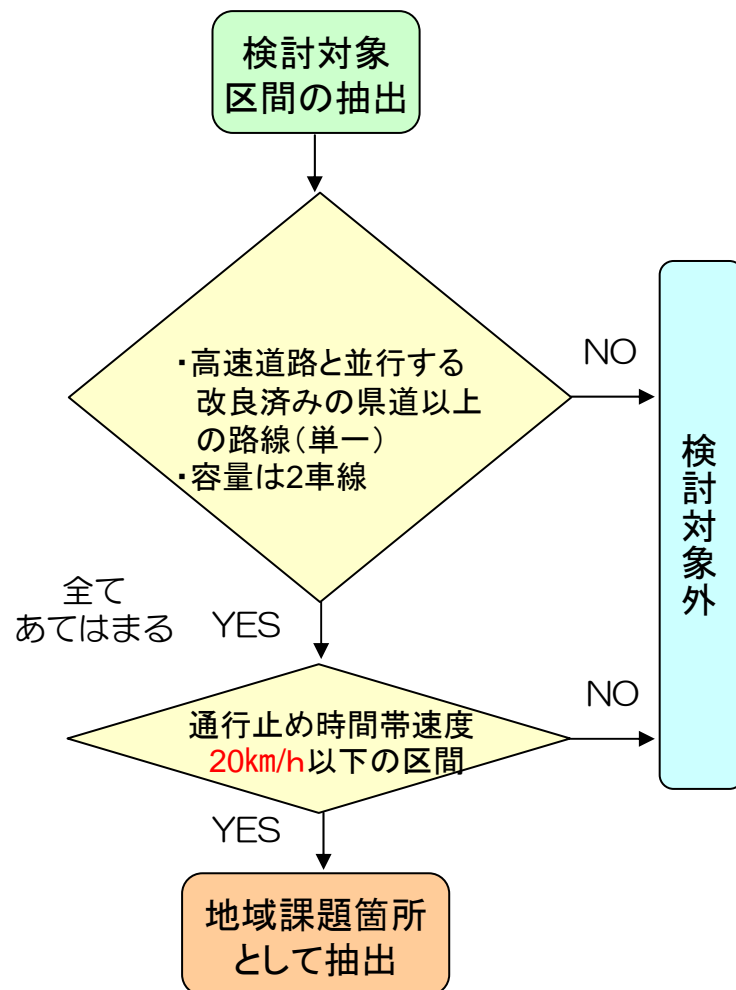 検討対象
区間の抽出
・高速道路と並行する
改良済みの県道以上
の路線（単一）
・容量は2車線
NO
検討対象外
全て
あてはまる
YES
通行止め時間帯速度
20㎞/h以下の区間
NO
YES
地域課題箇所
として抽出